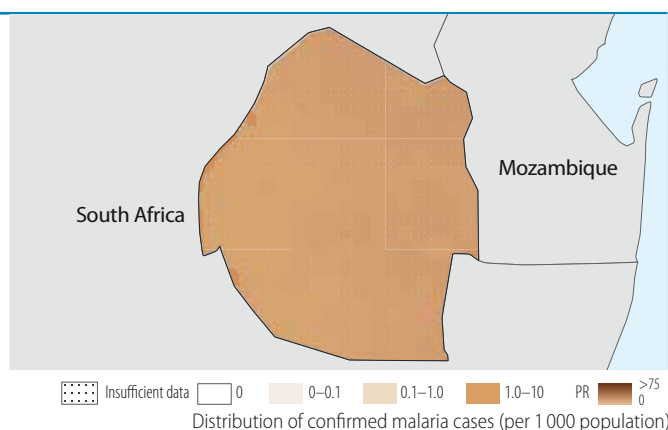 Mozambique
South Africa
Insufficient data 0 0–0.1 0.1–1.0 1.0–10 PR >75
0
Distribution of confirmed malaria cases (per 1 000 population)